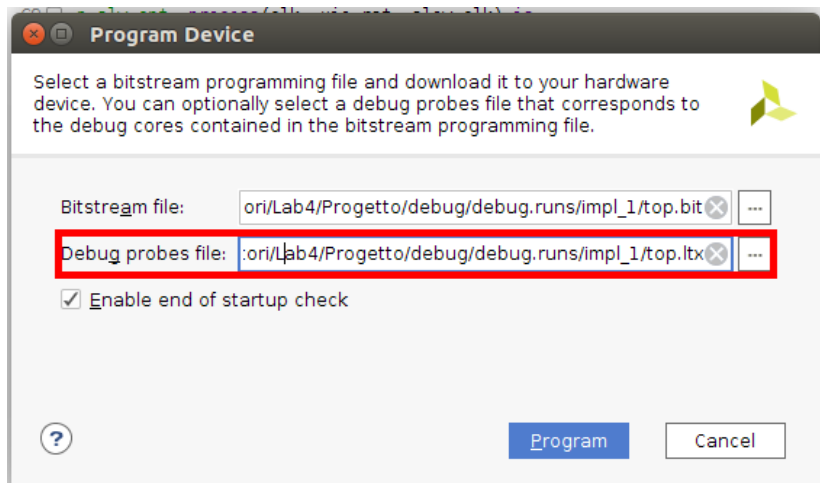 Program Device
Select a bitstream programming file and download it to your hardware
device. You can optionally select a debug probes file that corresponds to
the debug cores contained in the bitstream programming file.
Bitstream file: ori/Lab4/Progetto/debug/debug.runs/impl_1/top.bit ...
Debug probes file: :ori/Lab4/Progetto/debug/debug.runs/impl_1/top.ltx ...
Enable end of startup check
? Program Cancel